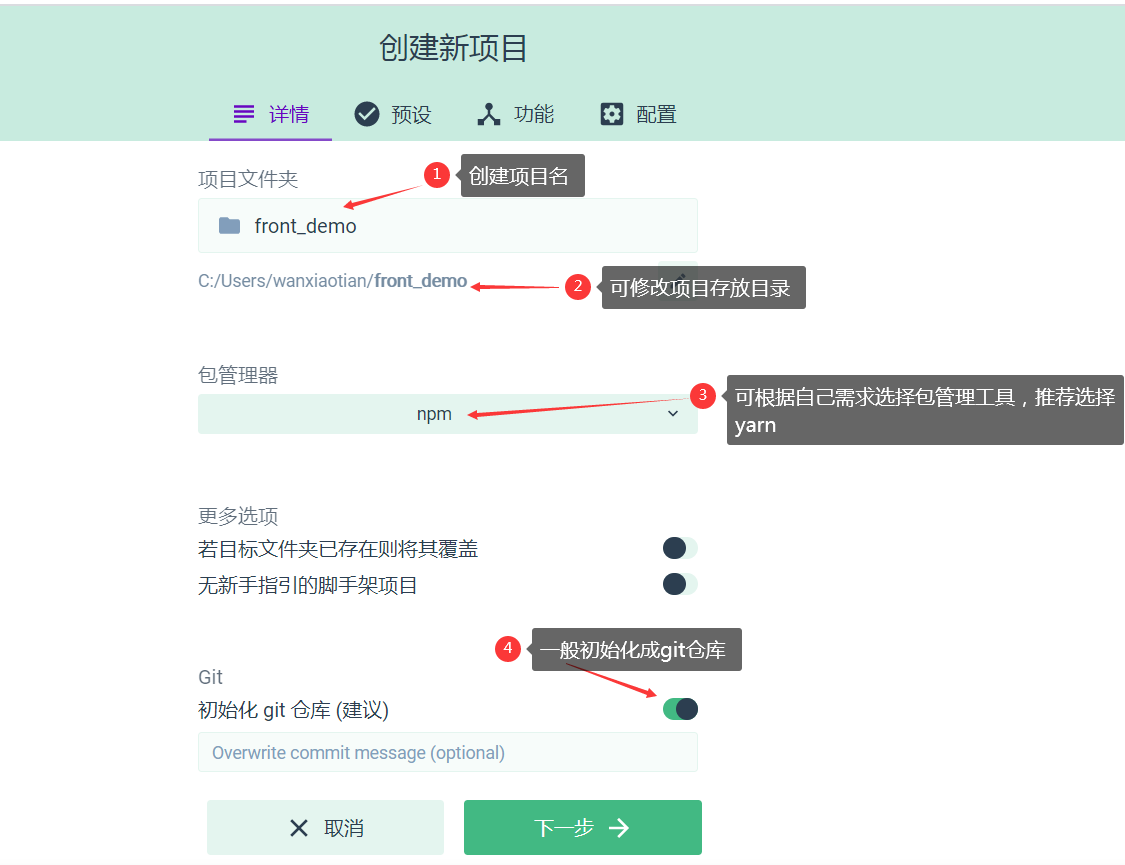 创建新项目
详情
预设
功能
配置
项目文件夹
1
创建项目名
front_demo
C:/Users/wanxiaotian/front_demo
2
可修改项目存放目录
包管理器
npm
3
可根据自己需求选择包管理工具，推荐选择
yarn
更多选项
若目标文件夹已存在则将其覆盖
无新手指引的脚手架项目
4
一般初始化成git仓库
Git
初始化 git 仓库 (建议)
Overwrite commit message (optional)
取消
下一步